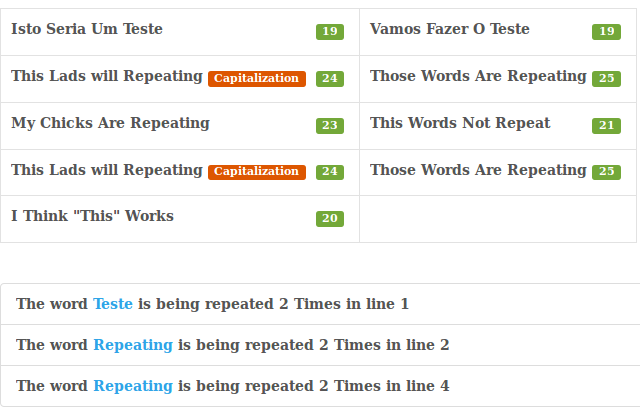 Isto Seria Um Teste 19 Vamos Fazer O Teste 19
This Lads will Repeating Capitalization 24 Those Words Are Repeating 25
My Chicks Are Repeating 23 This Words Not Repeat 21
This Lads will Repeating Capitalization 24 Those Words Are Repeating 25
I Think "This" Works 20
The word Teste is being repeated 2 Times in line 1
The word Repeating is being repeated 2 Times in line 2
The word Repeating is being repeated 2 Times in line 4